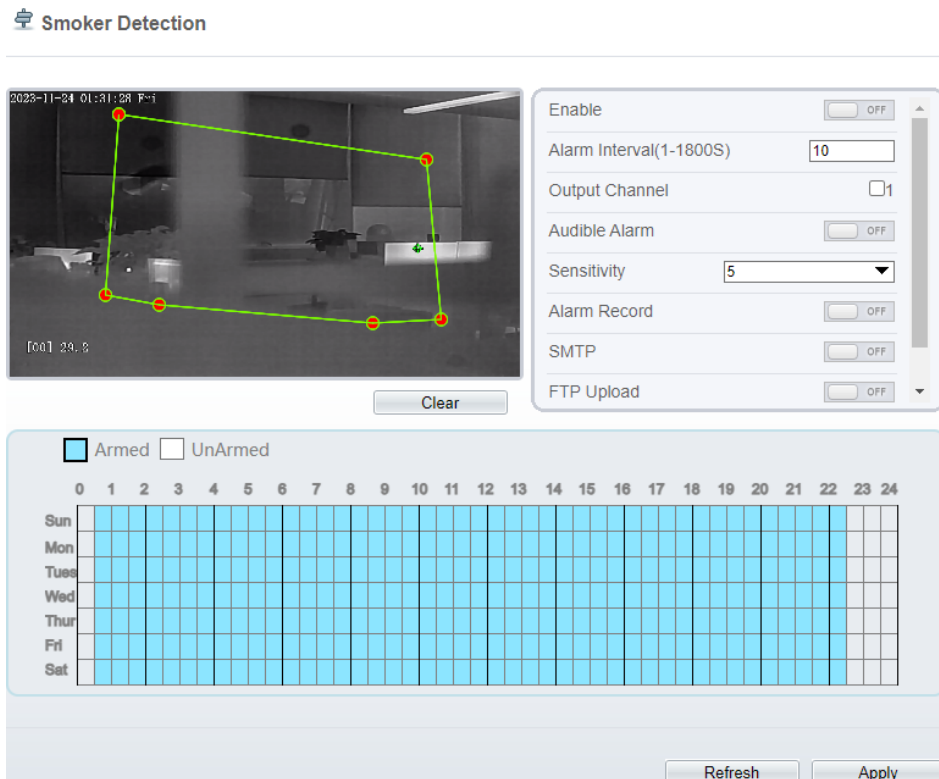 Smoker Detection
2023-11-24 01:31:28 Fri
[00] 29.8
Clear
Enable OFF
Alarm Interval(1-1800S) 10
Output Channel 1
Audible Alarm OFF
Sensitivity 5
Alarm Record OFF
SMTP OFF
FTP Upload OFF
Armed UnArmed
0 1 2 3 4 5 6 7 8 9 10 11 12 13 14 15 16 17 18 19 20 21 22 23 24
Sun
Mon
Tues
Wed
Thur
Fri
Sat
Refresh Apply